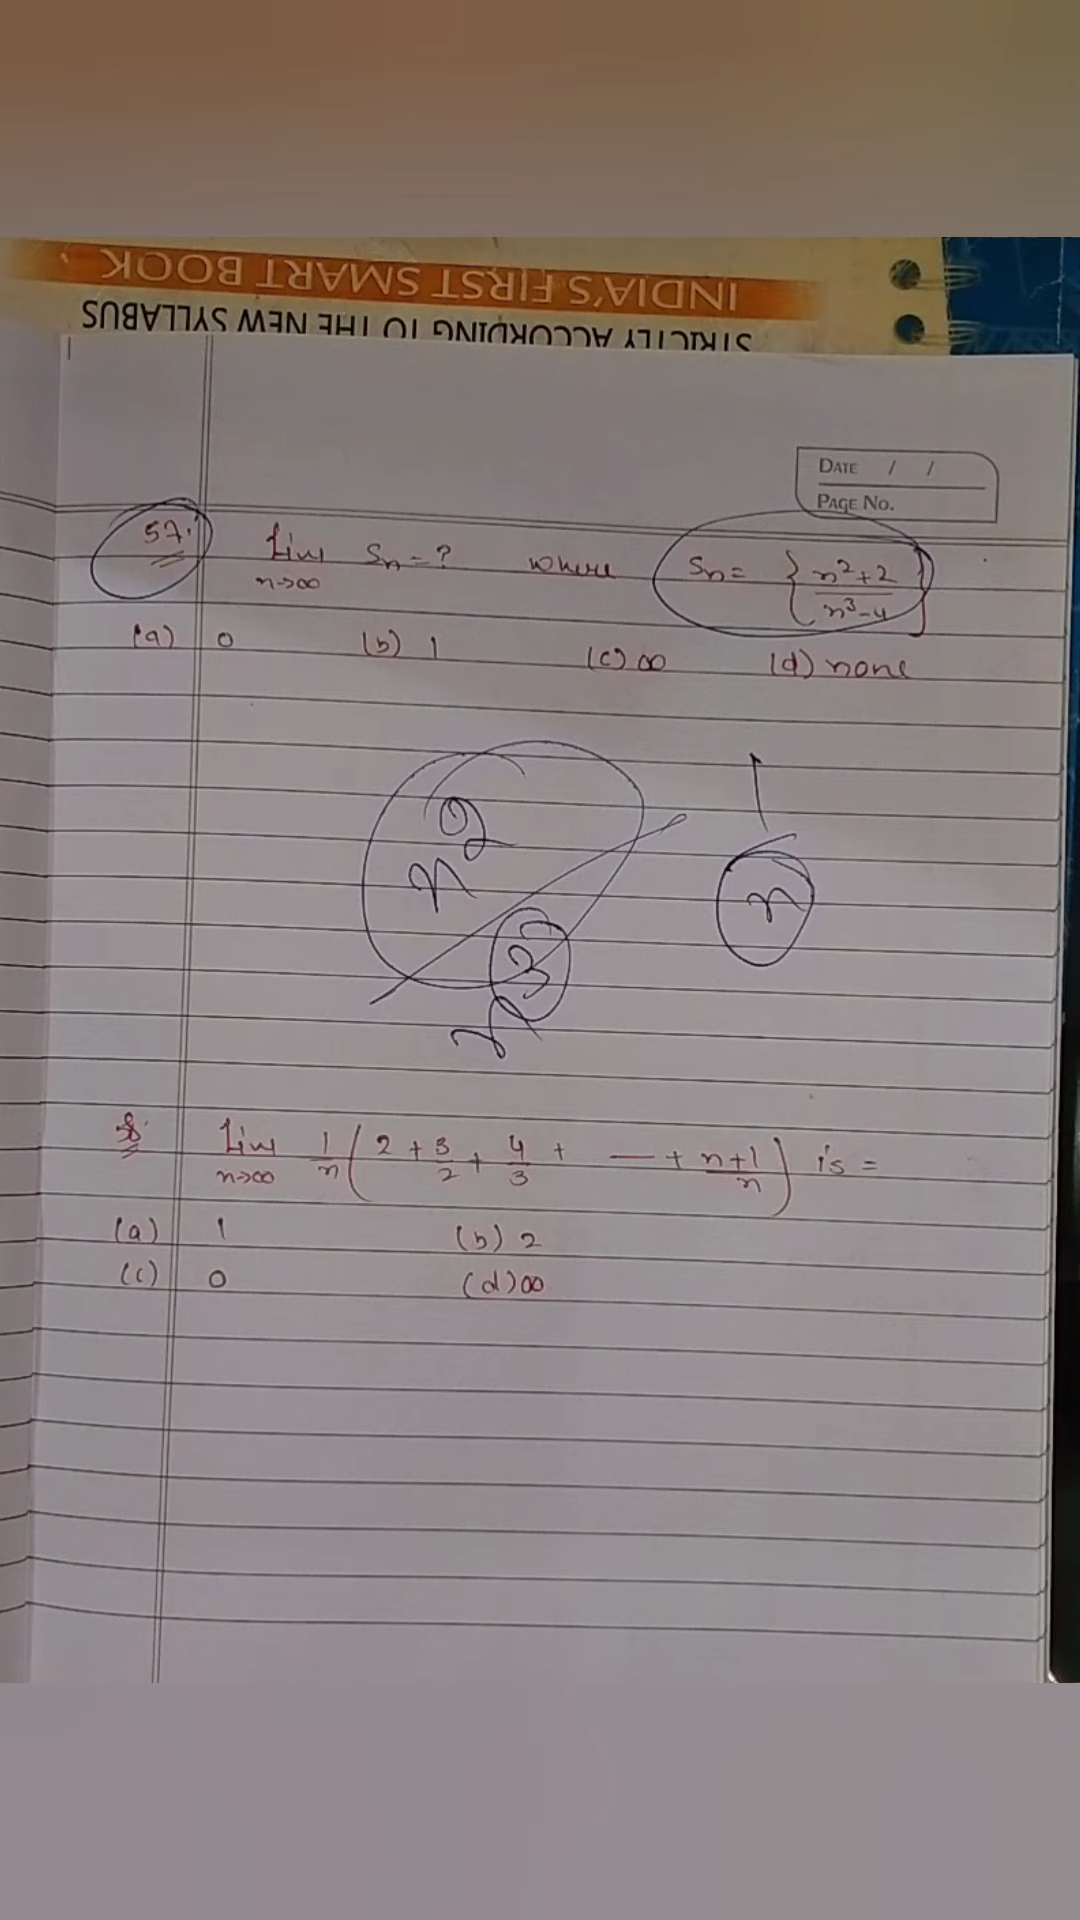 INDIA'S FIRST SMART BOOK
STRICTLY ACCORDING TO THE NEW SYLLABUS
DATE / /
PAGE NO.
57. Lim n→∞ Sn = ? where Sn = {n²+2 / n³-4}
(a) 0 (b) 1 (c) ∞ (d) none
n² / n³ 1 / n
8. Lim n→∞ 1/n (2 + 3/2 + 4/3 + — + n+1/n) is =
(a) 1 (b) 2
(c) 0 (d) ∞